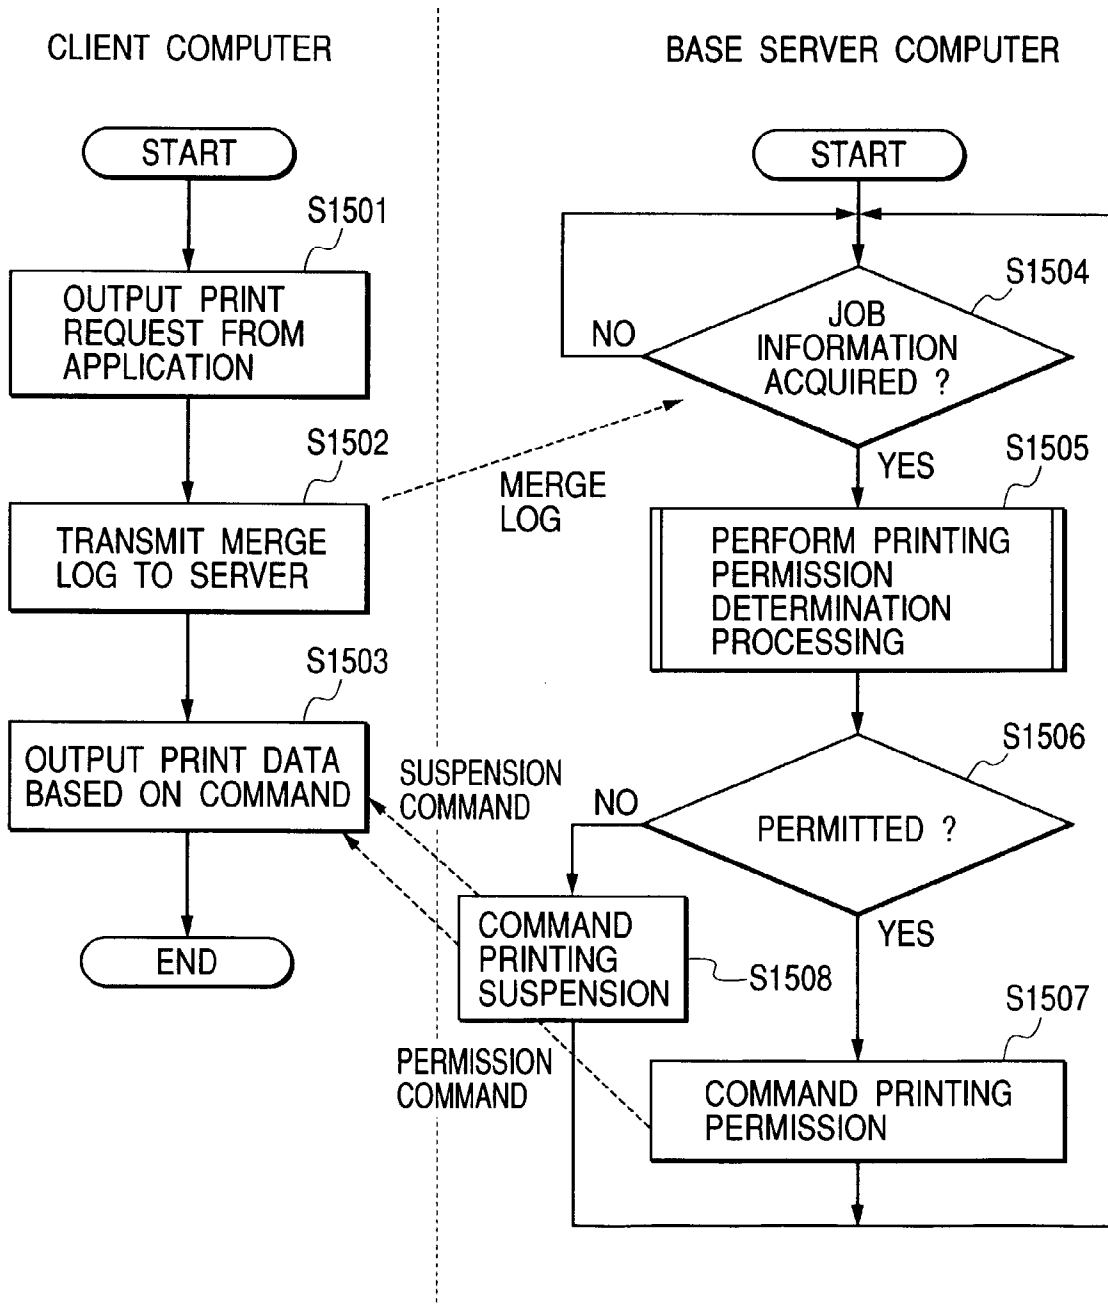 CLIENT COMPUTER
START
S1501
OUTPUT PRINT
REQUEST FROM
APPLICATION
S1502
TRANSMIT MERGE
LOG TO SERVER
S1503
OUTPUT PRINT DATA
BASED ON COMMAND
END
MERGE
LOG
SUSPENSION
COMMAND
PERMISSION
COMMAND
BASE SERVER COMPUTER
START
S1504
JOB
INFORMATION
ACQUIRED ?
NO
YES
S1505
PERFORM PRINTING
PERMISSION
DETERMINATION
PROCESSING
S1506
PERMITTED ?
NO
YES
COMMAND
PRINTING
SUSPENSION
S1508
S1507
COMMAND PRINTING
PERMISSION